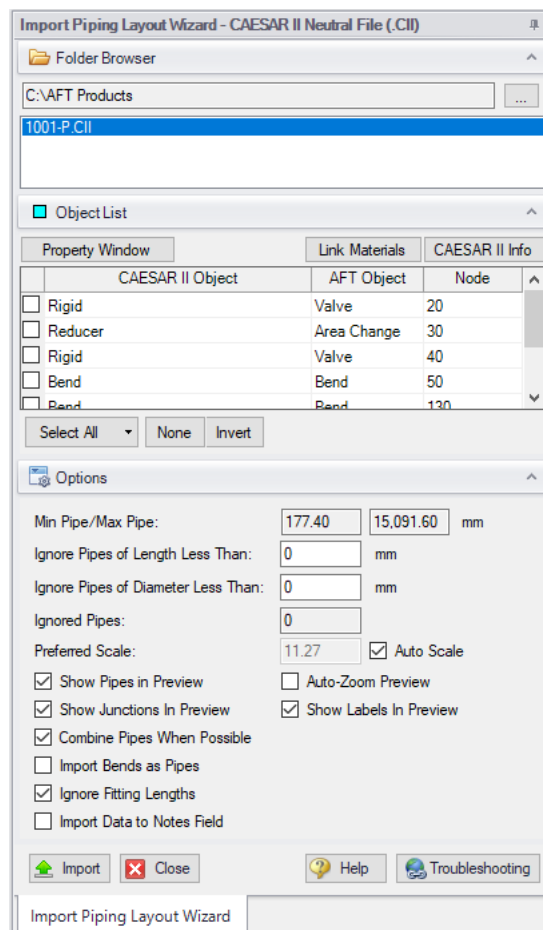 Import Piping Layout Wizard - CAESAR II Neutral File (.CII)
Folder Browser
C:\AFT Products
...
1001-P.CII
Object List
Property Window Link Materials CAESAR II Info
CAESAR II Object AFT Object Node
Rigid Valve 20
Reducer Area Change 30
Rigid Valve 40
Bend Bend 50
Bend Bend 130
Select All None Invert
Options
Min Pipe/Max Pipe: 177.40 15,091.60 mm
Ignore Pipes of Length Less Than: 0 mm
Ignore Pipes of Diameter Less Than: 0 mm
Ignored Pipes: 0
Preferred Scale: 11.27 Auto Scale
Show Pipes in Preview Auto-Zoom Preview
Show Junctions In Preview Show Labels In Preview
Combine Pipes When Possible
Import Bends as Pipes
Ignore Fitting Lengths
Import Data to Notes Field
Import Close Help Troubleshooting
Import Piping Layout Wizard